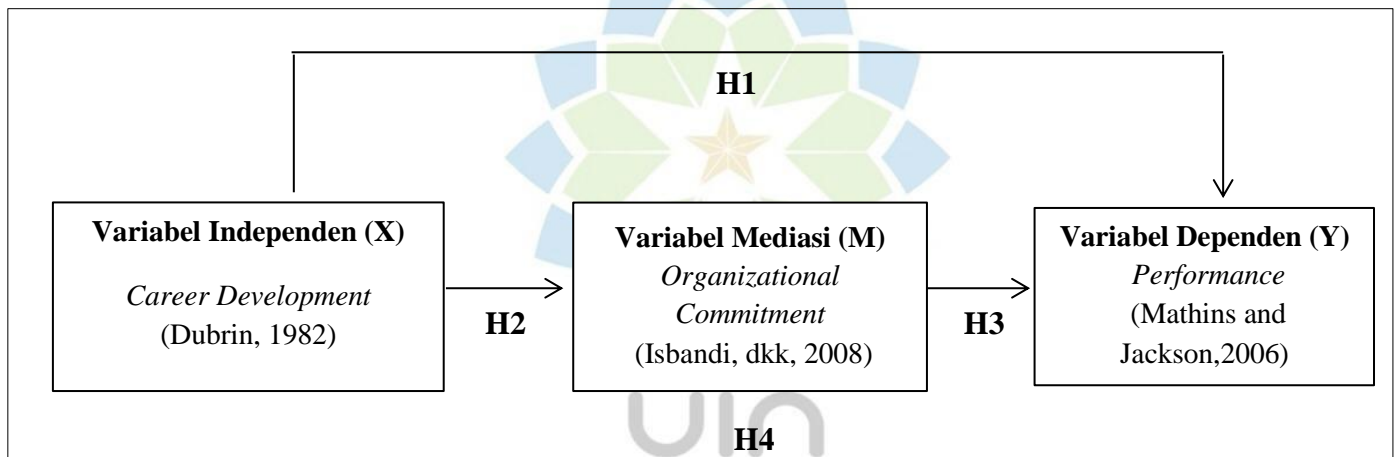 H1
Variabel Independen (X)
Career Development
(Dubrin, 1982)
H2
Variabel Mediasi (M)
Organizational
Commitment
(Isbandi, dkk, 2008)
H3
Variabel Dependen (Y)
Performance
(Mathins and
Jackson,2006)
uin
H4